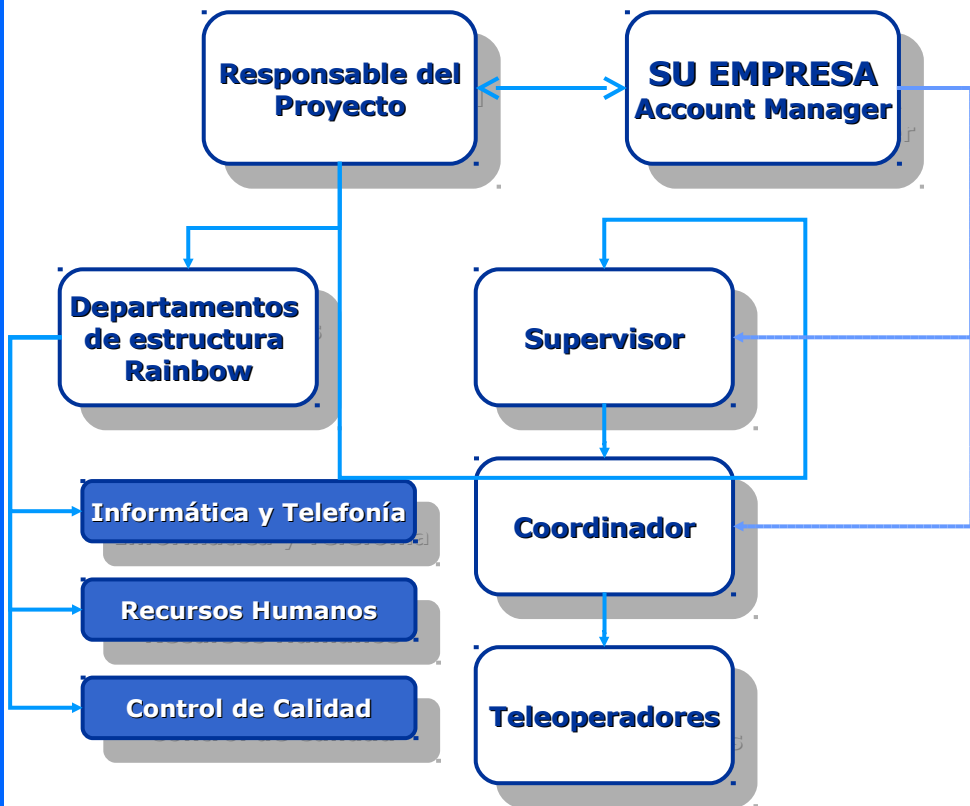 Responsable del
Proyecto
SU EMPRESA
Account Manager
Departamentos
de estructura
Rainbow
Supervisor
Informática y Telefonía
Coordinador
Recursos Humanos
Control de Calidad
Teleoperadores